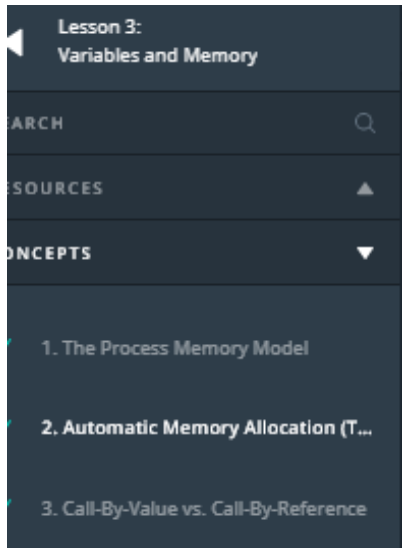 Lesson 3:
Variables and Memory
EARCH
ESOURCES
ONCEPTS
1. The Process Memory Model
2. Automatic Memory Allocation (T...
3. Call-By-Value vs. Call-By-Reference